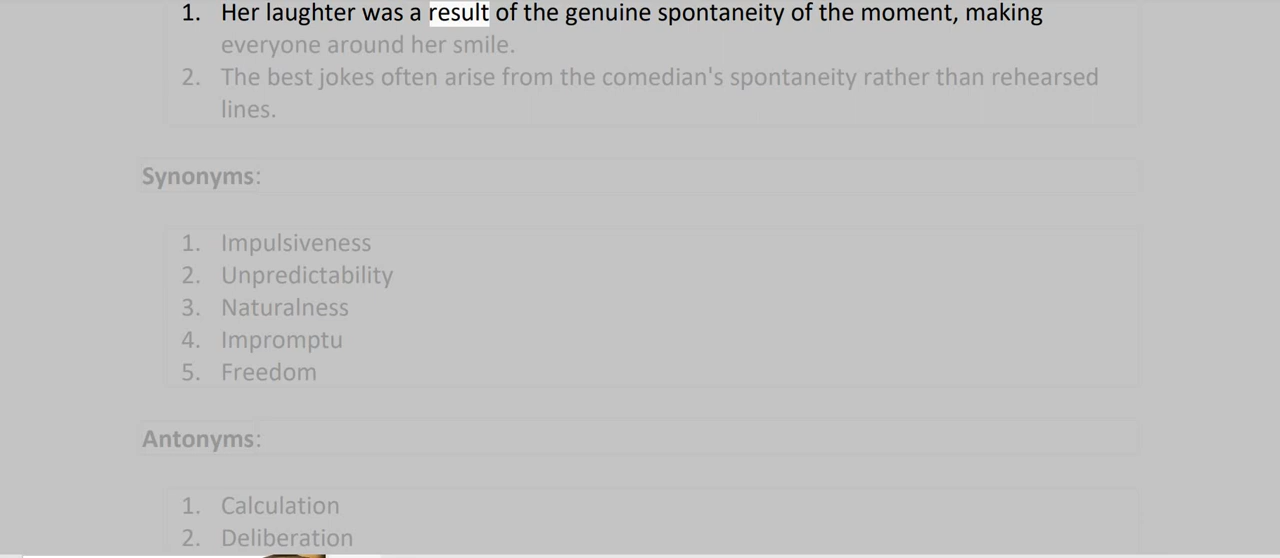 1. Her laughter was a result of the genuine spontaneity of the moment, making
everyone around her smile.
2. The best jokes often arise from the comedian's spontaneity rather than rehearsed
lines.
Synonyms:
1. Impulsiveness
2. Unpredictability
3. Naturalness
4. Impromptu
5. Freedom
Antonyms:
1. Calculation
2. Deliberation